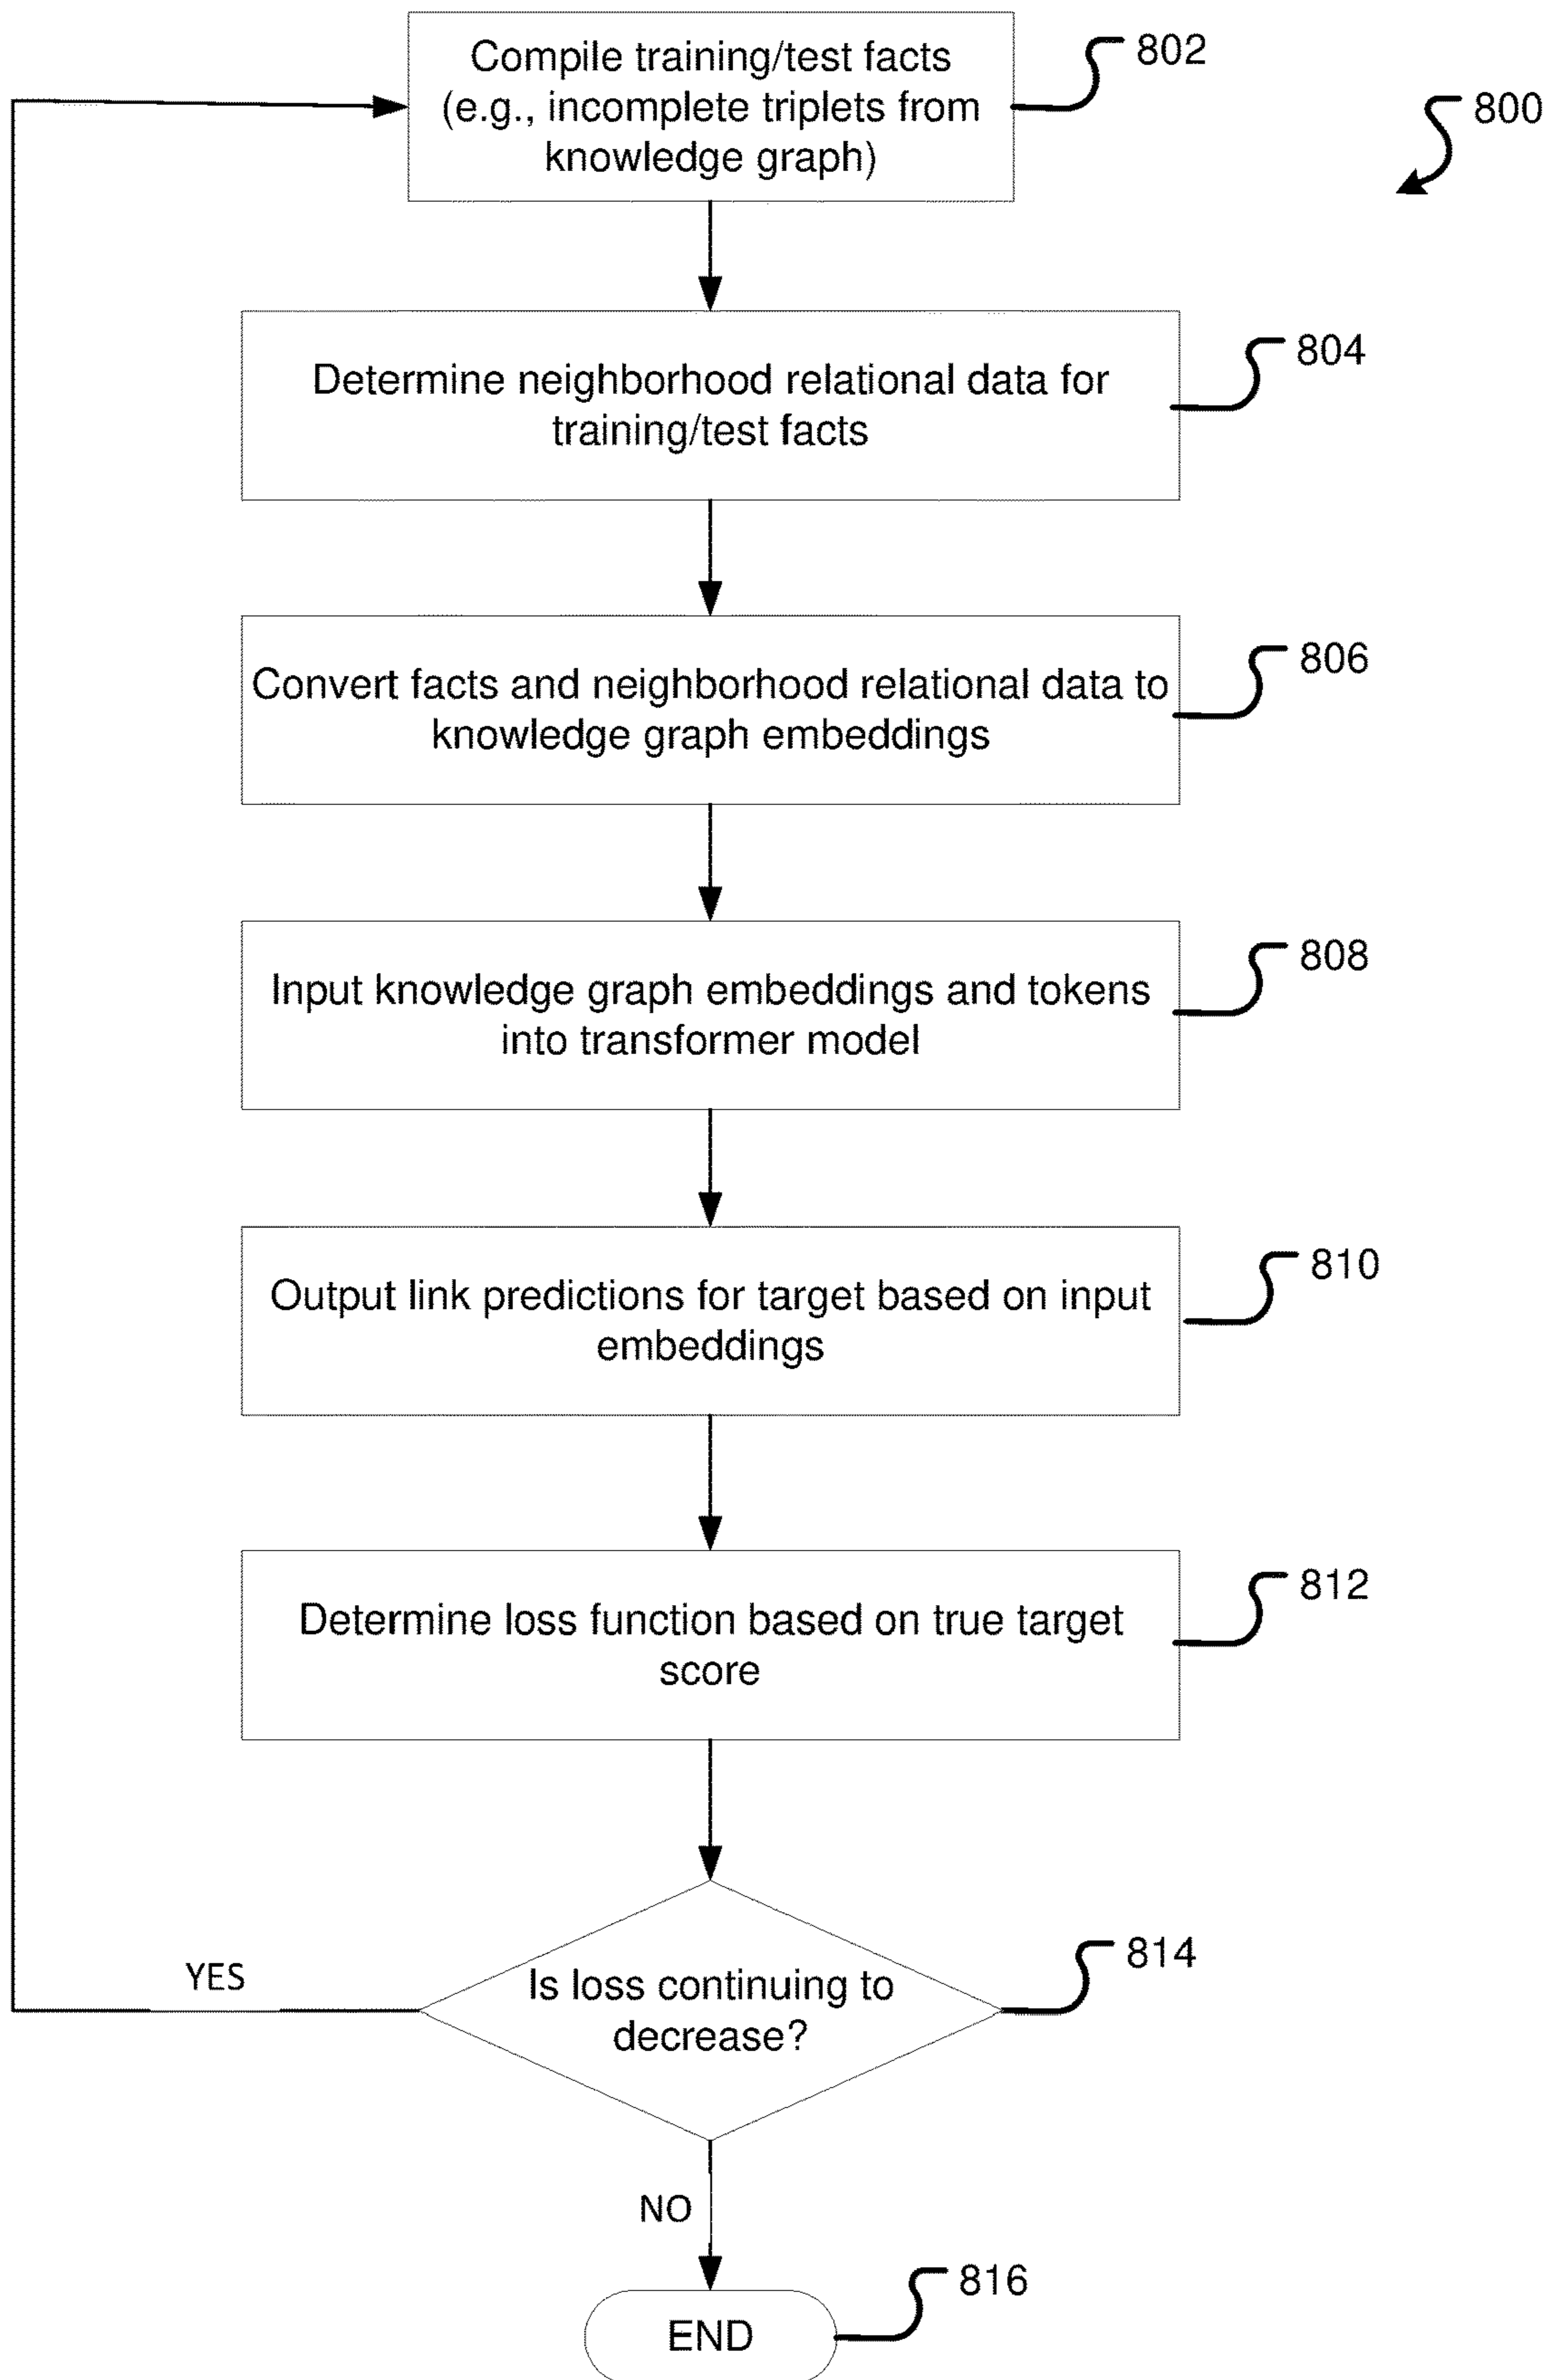 Compile training/test facts
(e.g., incomplete triplets from
knowledge graph)
802
800
Determine neighborhood relational data for
training/test facts
804
Convert facts and neighborhood relational data to
knowledge graph embeddings
806
Input knowledge graph embeddings and tokens
into transformer model
808
Output link predictions for target based on input
embeddings
810
Determine loss function based on true target
score
812
Is loss continuing to
decrease?
814
YES
NO
END
816